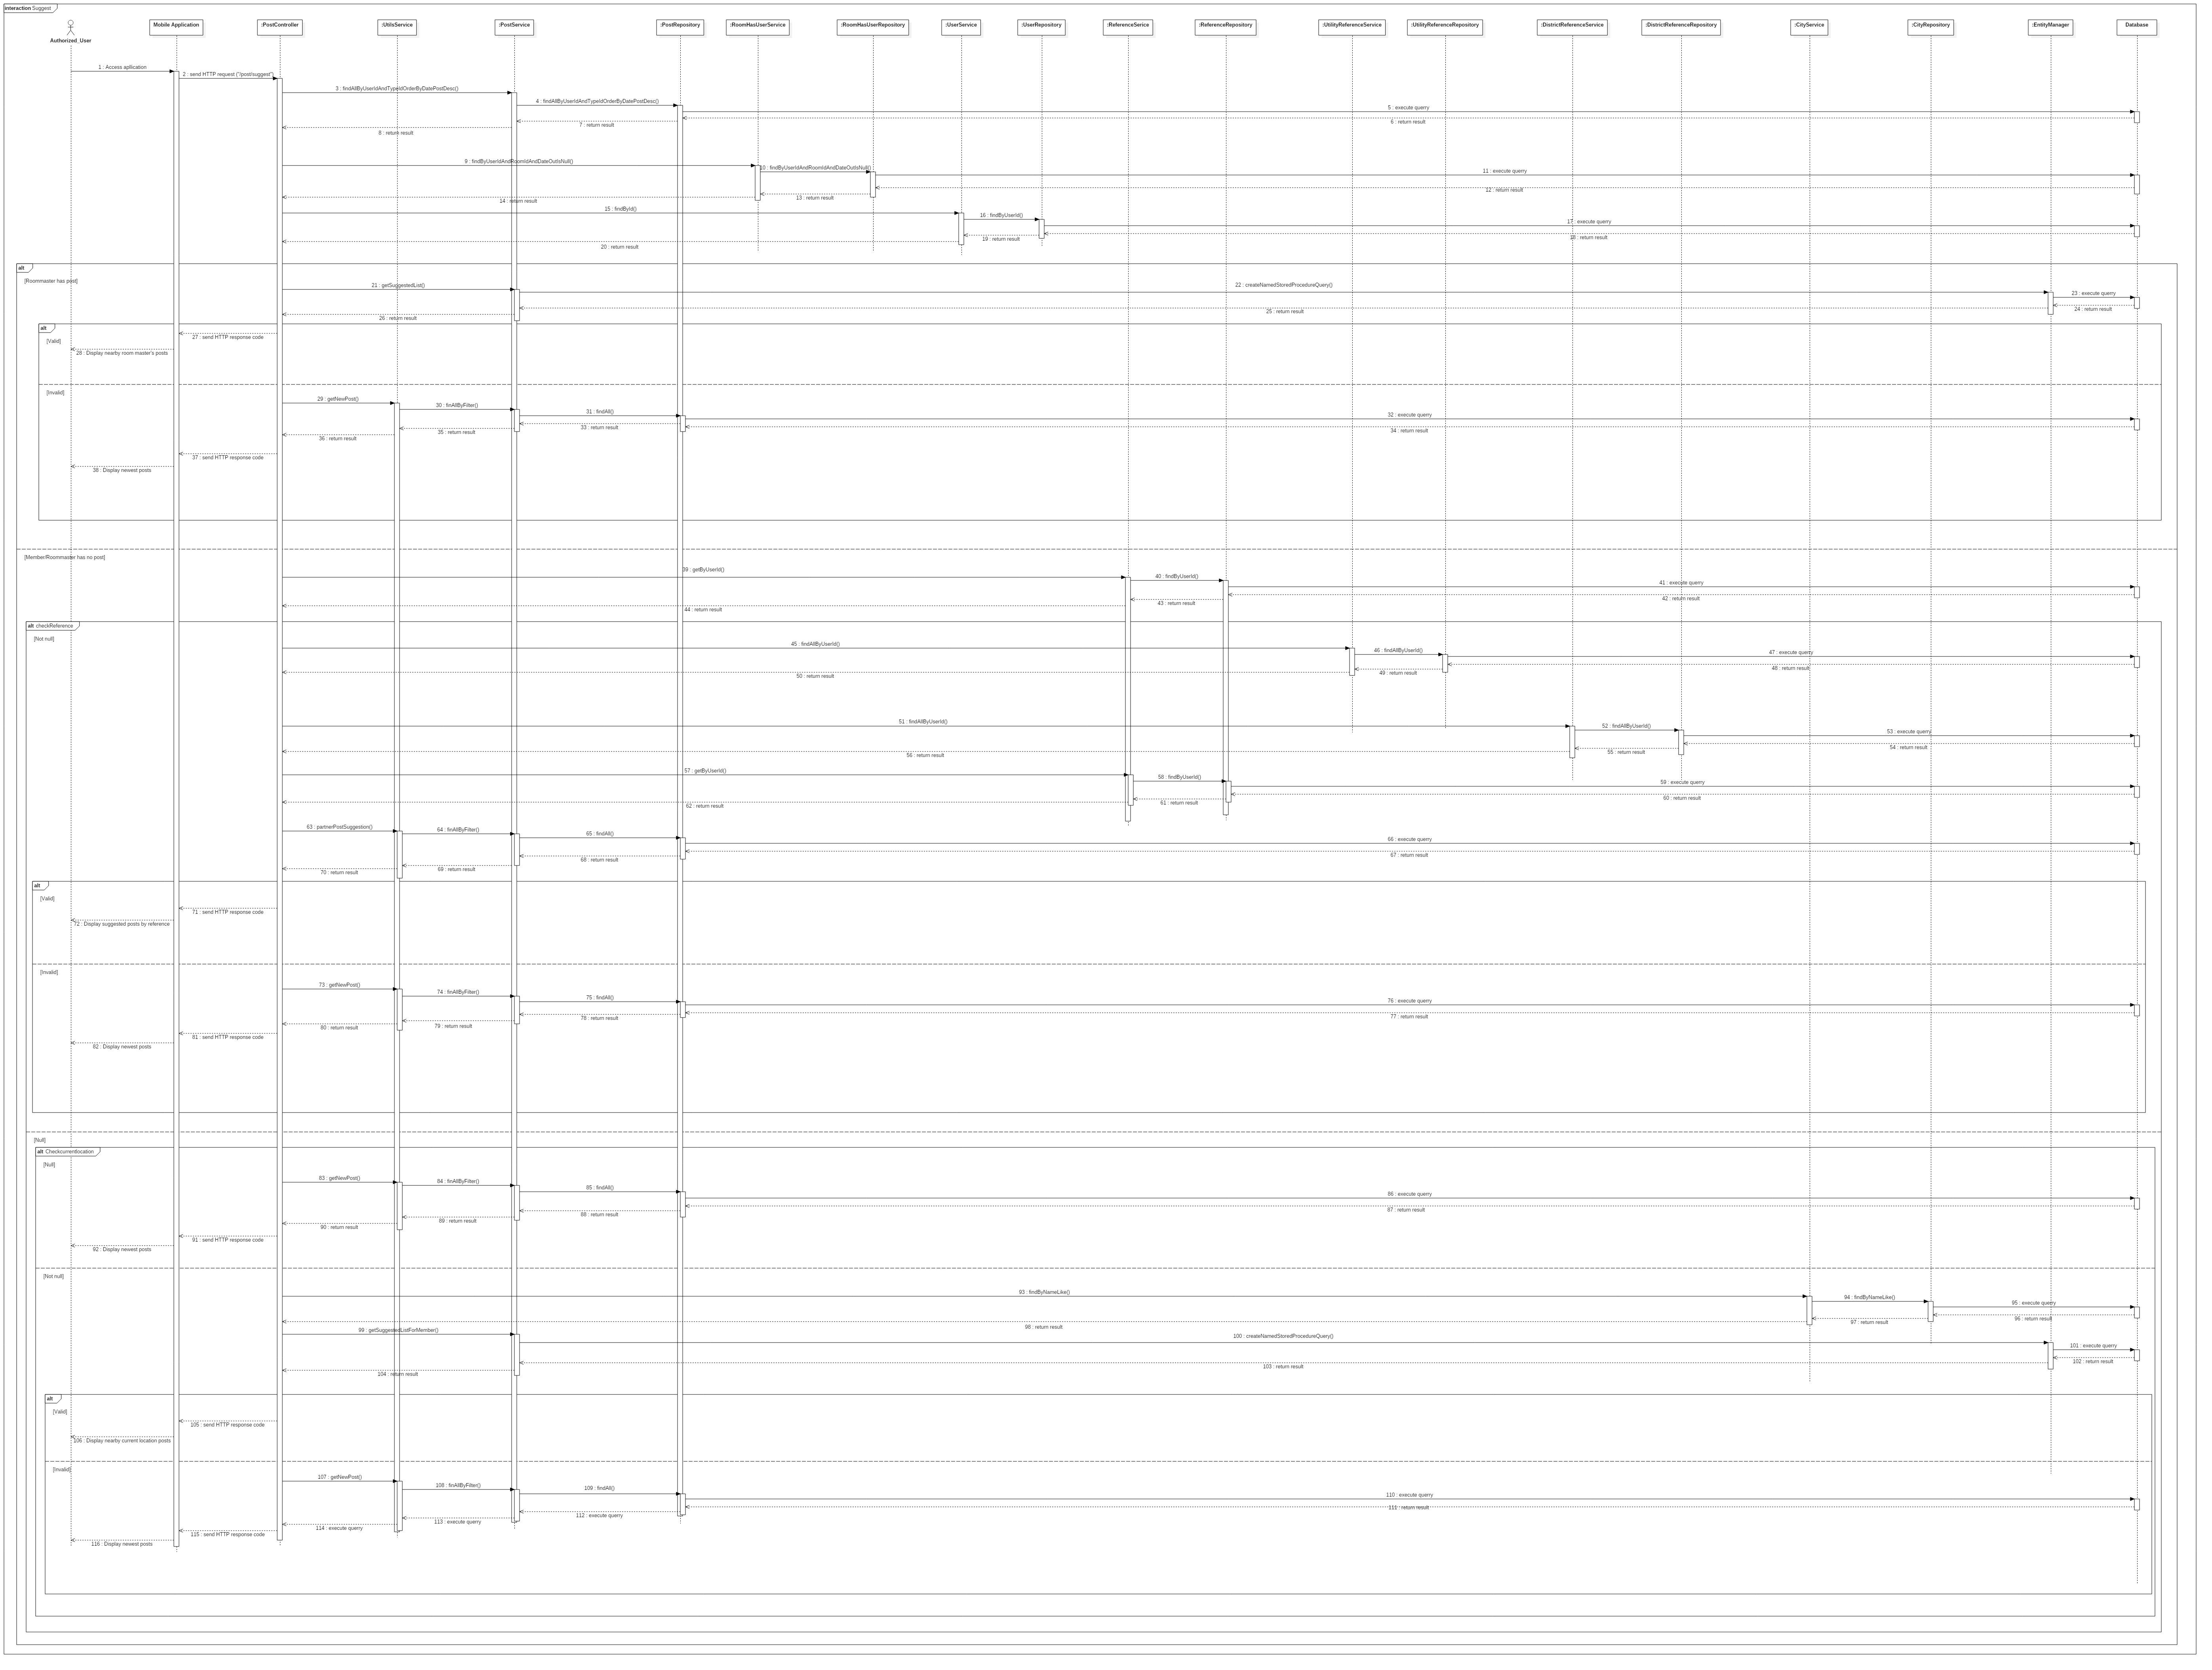 interaction Suggest
Authorized_User
Mobile Application
:PostController
:UtilsService
:PostService
:PostRepository
:RoomHasUserService
:RoomHasUserRepository
:UserService
:UserRepository
:ReferenceSerice
:ReferenceRepository
:UtilityReferenceService
:UtilityReferenceRepository
:DistrictReferenceService
:DistrictReferenceRepository
:CityService
:CityRepository
:EntityManager
Database
1 : Access apllication
2 : send HTTP request ("/post/suggest")
3 : findAllByUserIdAndTypeIdOrderByDatePostDesc()
4 : findAllByUserIdAndTypeIdOrderByDatePostDesc()
5 : execute querry
6 : return result
7 : return result
8 : return result
9 : findByUserIdAndRoomIdAndDateOutIsNull()
10 : findByUserIdAndRoomIdAndDateOutIsNull()
11 : execute querry
12 : return result
13 : return result
14 : return result
15 : findById()
16 : findByUserId()
17 : execute querry
18 : return result
19 : return result
20 : return result
alt
[Roommaster has post]
21 : getSuggestedList()
22 : createNamedStoredProcedureQuery()
23 : execute querry
24 : return result
25 : return result
26 : return result
alt
[Valid]
27 : send HTTP response code
28 : Display nearby room master's posts
[Invalid]
29 : getNewPost()
30 : finAllByFilter()
31 : findAll()
32 : execute querry
33 : return result
34 : return result
35 : return result
36 : return result
37 : send HTTP response code
38 : Display newest posts
[Member/Roommaster has no post]
39 : getByUserId()
40 : findByUserId()
41 : execute querry
42 : return result
43 : return result
44 : return result
alt checkReference
[Not null]
45 : findAllByUserId()
46 : findAllByUserId()
47 : execute querry
48 : return result
49 : return result
50 : return result
51 : findAllByUserId()
52 : findAllByUserId()
53 : execute querry
54 : return result
55 : return result
56 : return result
57 : getByUserId()
58 : findByUserId()
59 : execute querry
60 : return result
61 : return result
62 : return result
63 : partnerPostSuggestion()
64 : finAllByFilter()
65 : findAll()
66 : execute querry
67 : return result
68 : return result
69 : return result
70 : return result
alt
[Valid]
71 : send HTTP response code
72 : Display suggested posts by reference
[Invalid]
73 : getNewPost()
74 : finAllByFilter()
75 : findAll()
76 : execute querry
77 : return result
78 : return result
79 : return result
80 : return result
81 : send HTTP response code
82 : Display newest posts
[Null]
alt Checkcurrentlocation
[Null]
83 : getNewPost()
84 : finAllByFilter()
85 : findAll()
86 : execute querry
87 : return result
88 : return result
89 : return result
90 : return result
91 : send HTTP response code
92 : Display newest posts
[Not null]
93 : findByNameLike()
94 : findByNameLike()
95 : execute querry
96 : return result
97 : return result
98 : return result
99 : getSuggestedListForMember()
100 : createNamedStoredProcedureQuery()
101 : execute querry
102 : return result
103 : return result
104 : return result
alt
[Valid]
105 : send HTTP response code
106 : Display nearby current location posts
[Invalid]
107 : getNewPost()
108 : finAllByFilter()
109 : findAll()
110 : execute querry
111 : return result
112 : execute querry
113 : execute querry
114 : execute querry
115 : send HTTP response code
116 : Display newest posts